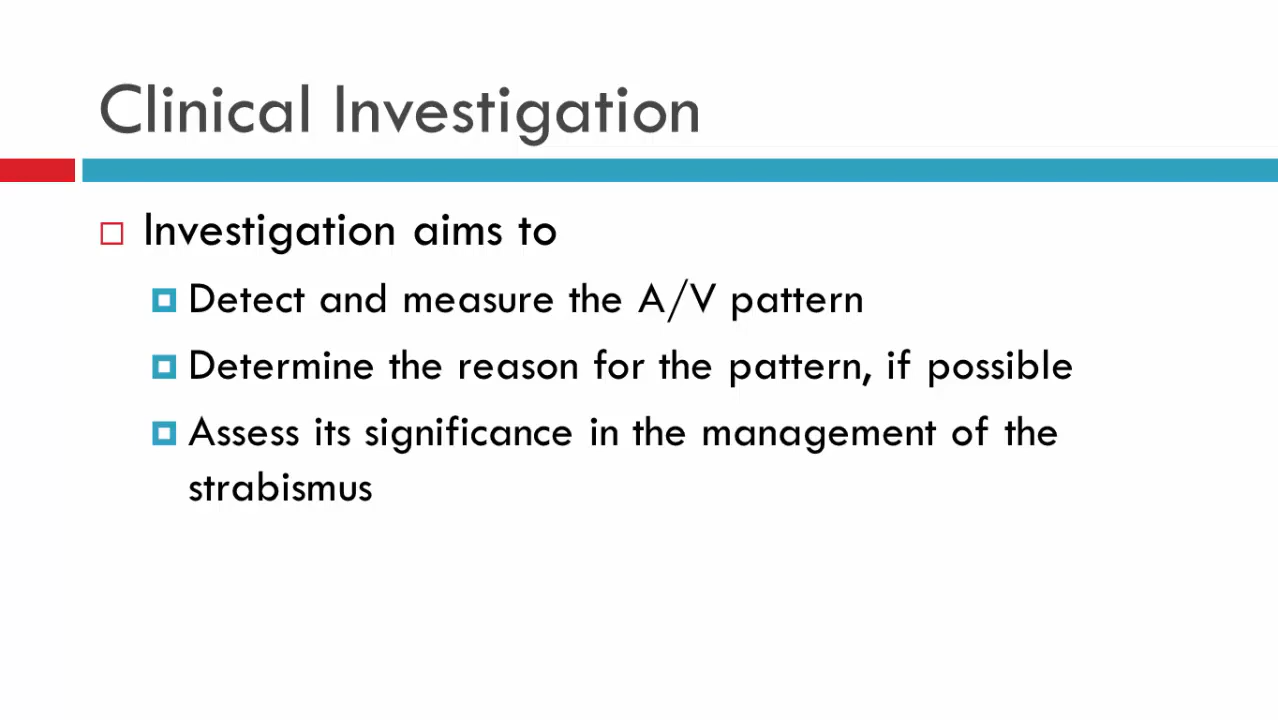 Clinical Investigation
Investigation aims to
Detect and measure the A/V pattern
Determine the reason for the pattern, if possible
Assess its significance in the management of the
strabismus